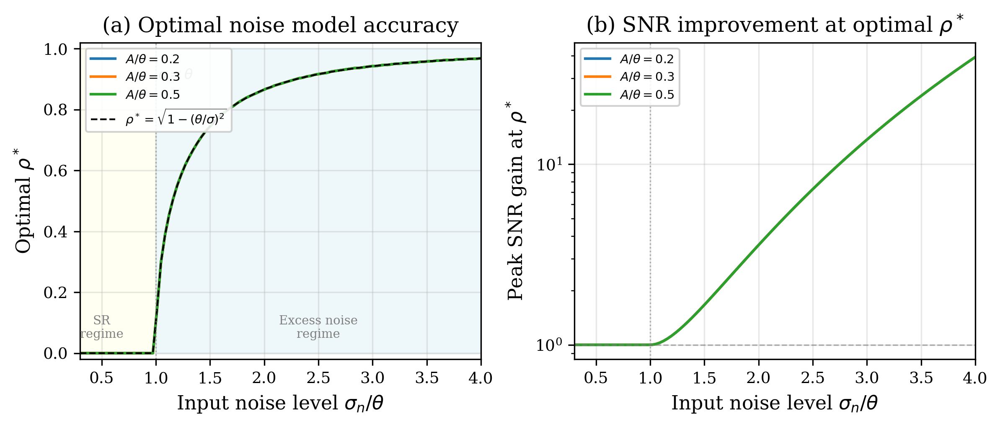 (a) Optimal noise model accuracy
1.0
0.8
0.6
0.4
0.2
0.0
Optimal ρ*
A/θ = 0.2
A/θ = 0.3
A/θ = 0.5
ρ* = √1 − (θ/σ)²
θ
SR
regime
Excess noise
regime
0.5 1.0 1.5 2.0 2.5 3.0 3.5 4.0
Input noise level σₙ/θ
(b) SNR improvement at optimal ρ*
10¹
10⁰
Peak SNR gain at ρ*
A/θ = 0.2
A/θ = 0.3
A/θ = 0.5
0.5 1.0 1.5 2.0 2.5 3.0 3.5 4.0
Input noise level σₙ/θ